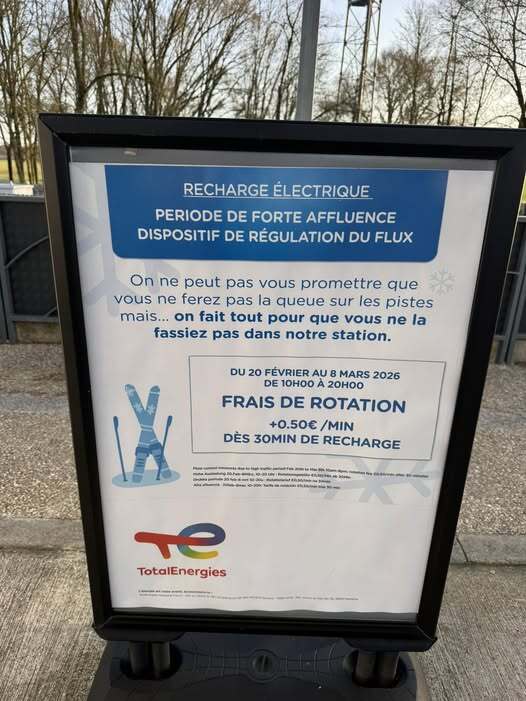 RECHARGE ÉLECTRIQUE
PERIODE DE FORTE AFFLUENCE
DISPOSITIF DE RÉGULATION DU FLUX
On ne peut pas vous promettre que
vous ne ferez pas la queue sur les pistes
mais... on fait tout pour que vous ne la
fassiez pas dans notre station.
DU 20 FÉVRIER AU 8 MARS 2026
DE 10H00 À 20H00
FRAIS DE ROTATION
+0.50€ /MIN
DÈS 30MIN DE RECHARGE
TotalEnergies